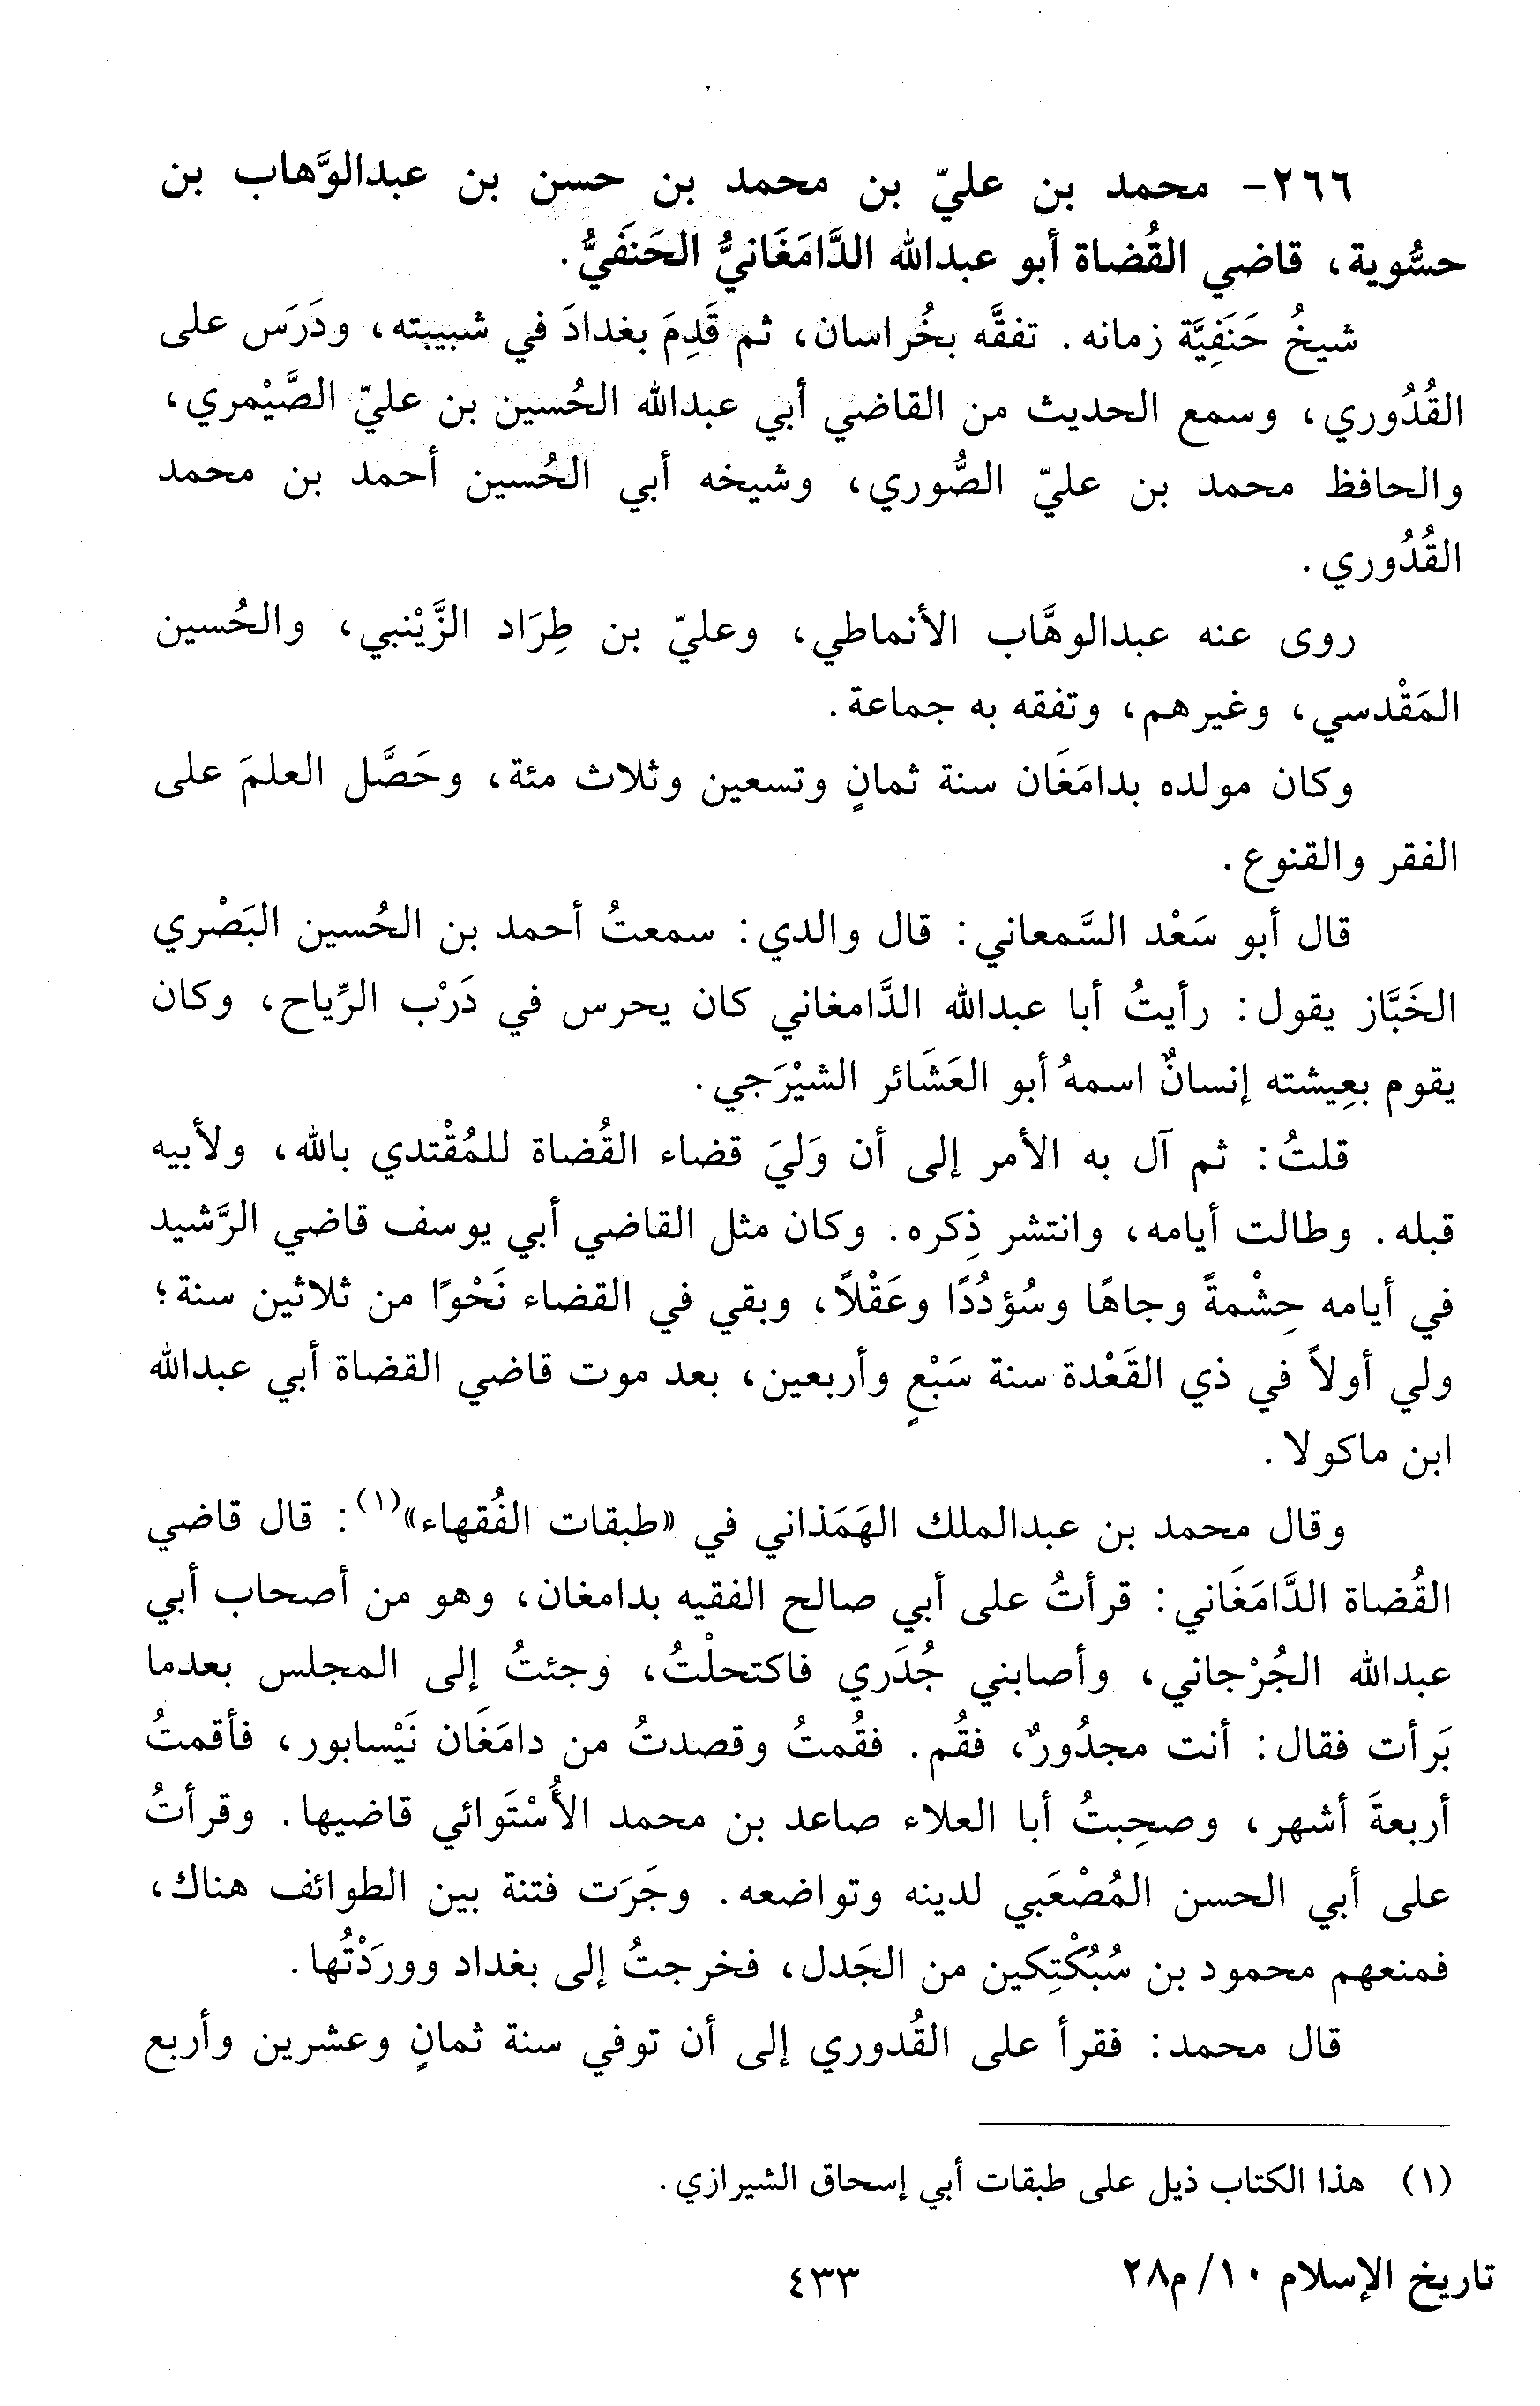 ٢٦٦- محمد بن عليّ بن محمد بن حسن بن عبدالوَّهاب بن
حسُّوية، قاضي القُضاة أبو عبدالله الدَّامَغَانيُّ الحَنفَيُّ.
شيخُ حَنَفِيَّة زمانه. تفقَّه بخُراسان، ثم قَدِمَ بغدادَ في شبيبته، ودَرَس على
القُدُوري، وسمع الحديث من القاضي أبي عبدالله الحُسين بن عليّ الصَّيْمري،
والحافظ محمد بن عليّ الصُّوري، وشيخه أبي الحُسين أحمد بن محمد
القُدُوري.
روى عنه عبدالوهَّاب الأنماطي، وعليّ بن طِرَاد الزَّيْنبي، والحُسين
المَقْدسي، وغيرهم، وتفقه به جماعة.
وكان مولده بدامَغَان سنة ثمانٍ وتسعين وثلاث مئة، وحَصَّل العلمَ على
الفقر والقنوع.
قال أبو سَعْد السَّمعاني: قال والدي: سمعتُ أحمد بن الحُسين البَصْري
الخَبَّاز يقول: رأيتُ أبا عبدالله الدَّامغاني كان يحرس في دَرْب الرِّياح، وكان
يقوم بعِيشته إنسانٌ اسمهُ أبو العَشَائر الشيْرَجي.
قلتُ: ثم آل به الأمر إلى أن وَليَ قضاء القُضاة للمُقْتدي بالله، ولأبيه
قبله. وطالت أيامه، وانتشر ذِكره. وكان مثل القاضي أبي يوسف قاضي الرَّشيد
في أيامه حِشْمةً وجاهًا وسُؤدُدًا وعَقْلاً، وبقي في القضاء نَحْوًا من ثلاثين سنة؛
ولي أولاً في ذي القَعْدة سنة سَبْعٍ وأربعين، بعد موت قاضي القضاة أبي عبدالله
ابن ماكولا.
وقال محمد بن عبدالملك الهَمَذاني في «طبقات الفُقهاء»(١): قال قاضي
القُضاة الدَّامَغَاني: قرأتُ على أبي صالح الفقيه بدامغان، وهو من أصحاب أبي
عبدالله الجُرْجاني، وأصابني جُدَري فاكتحلْتُ، وجئتُ إلى المجلس بعدما
بَرأت فقال: أنت مجدُورٌ، فقُم. فقُمتُ وقصدتُ من دامَغَان نَيْسابور، فأقمتُ
أربعةَ أشهر، وصحِبتُ أبا العلاء صاعد بن محمد الأُسْتَوائي قاضيها. وقرأتُ
على أبي الحسن المُصْعَبي لدينه وتواضعه. وجَرَت فتنة بين الطوائف هناك،
فمنعهم محمود بن سُبُكْتِكين من الجَدل، فخرجتُ إلى بغداد ووردْتُها.
قال محمد: فقرأ على القُدوري إلى أن توفي سنة ثمانٍ وعشرين وأربع
(١) هذا الكتاب ذيل على طبقات أبي إسحاق الشيرازي.
تاريخ الإسلام ١٠/ م٢٨
٤٣٣